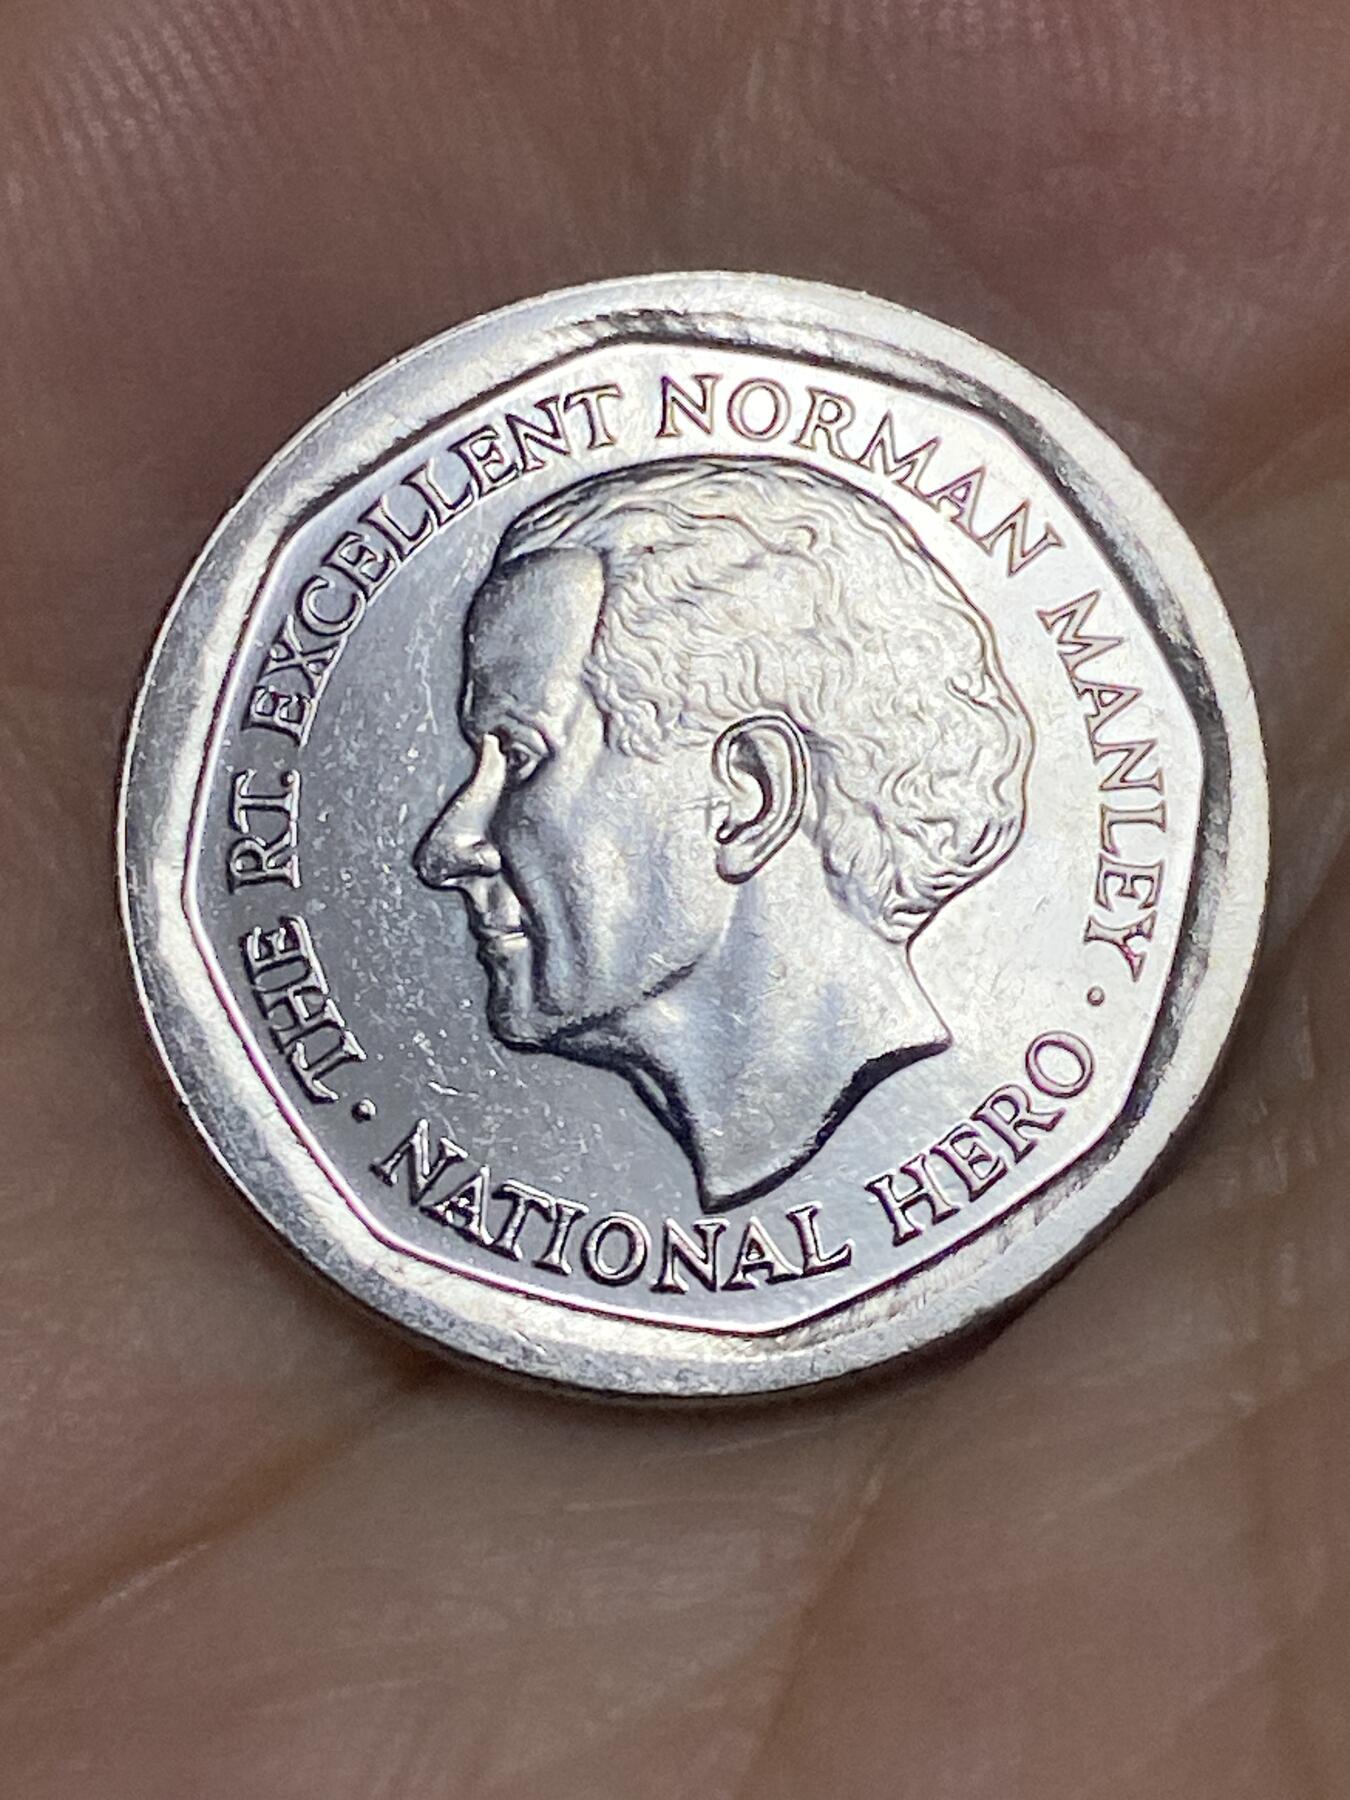 THE RT. EXCELLENT NORMAN MANLEY
· NATIONAL HERO ·